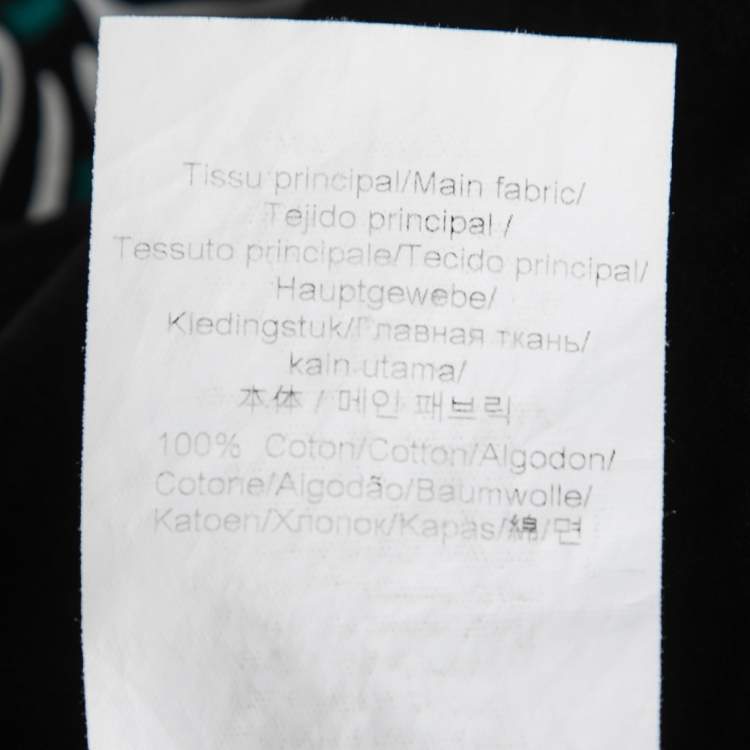 Tissu principal/Main fabric/
Tejido principal /
Tessuto principale/Tecido principal/
Hauptgewebe/
Kledingstuk/Главная ткань/
kain utama/
本体 / 메인 패브릭
100% Coton/Cotton/Algodon/
Cotone/Algodão/Baumwolle/
Katoen/Хлопок/Kapas/綿/면